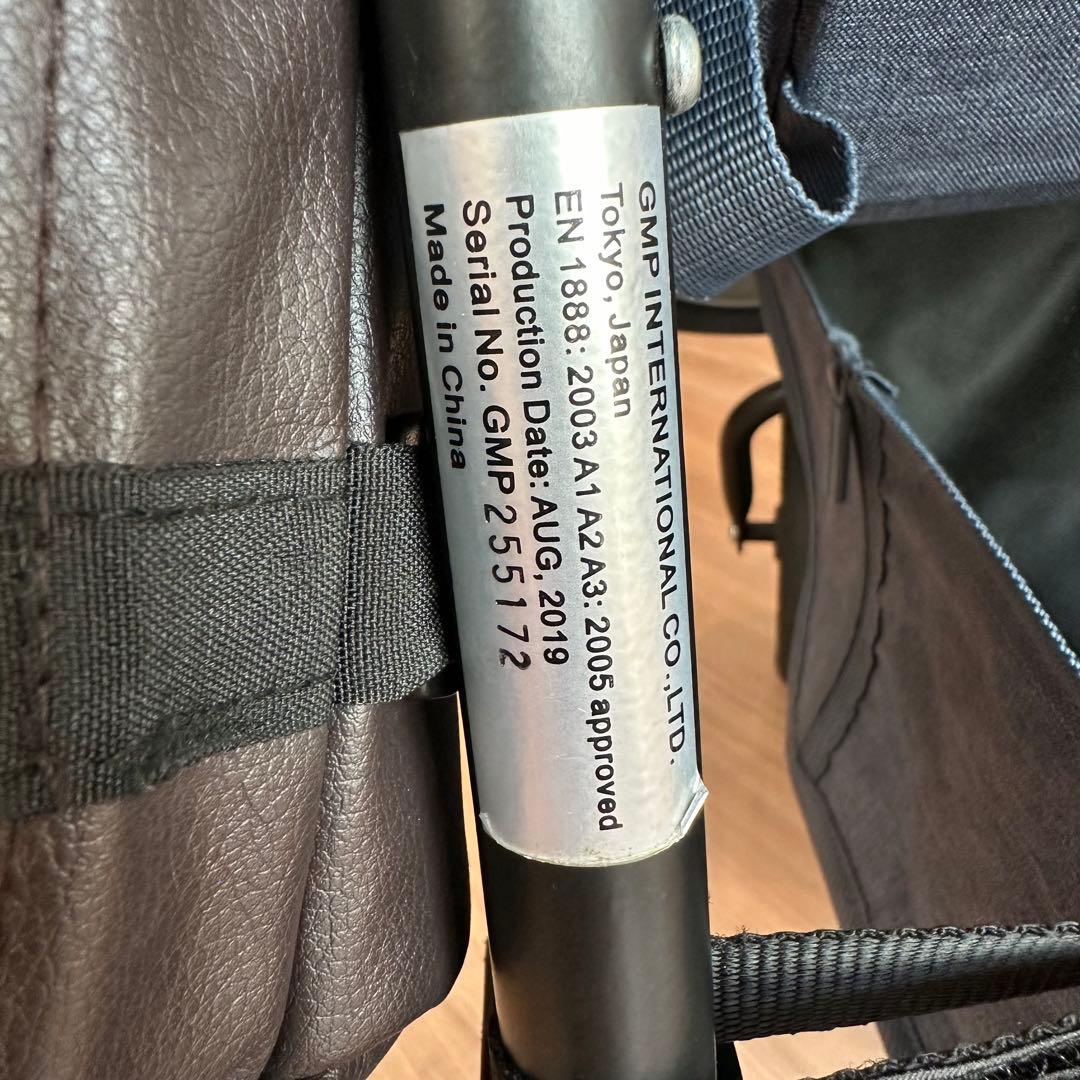 GMP INTERNATIONAL CO.,LTD.
Tokyo, Japan
EN 1888: 2003 A1 A2 A3: 2005 approved
Production Date: AUG, 2019
Serial No. GMP 255172
Made in China